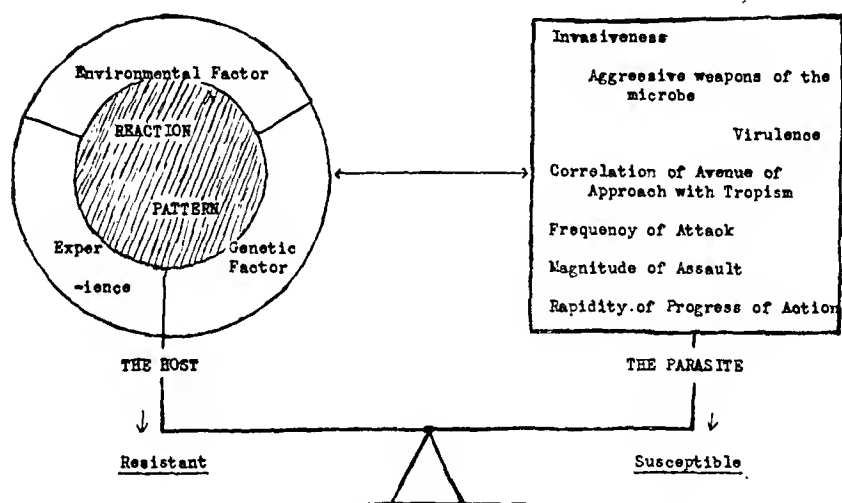 Environmental Factor
REACTION
PATTERN
Exper
-ience
Genetic
Factor
Invasiveness
Aggressive weapons of the
microbe
Virulence
Correlation of Avenue of
Approach with Tropism
Frequency of Attack
Magnitude of Assault
Rapidity.of Progress of Action
THE HOST
THE PARASITE
Resistant
Susceptible